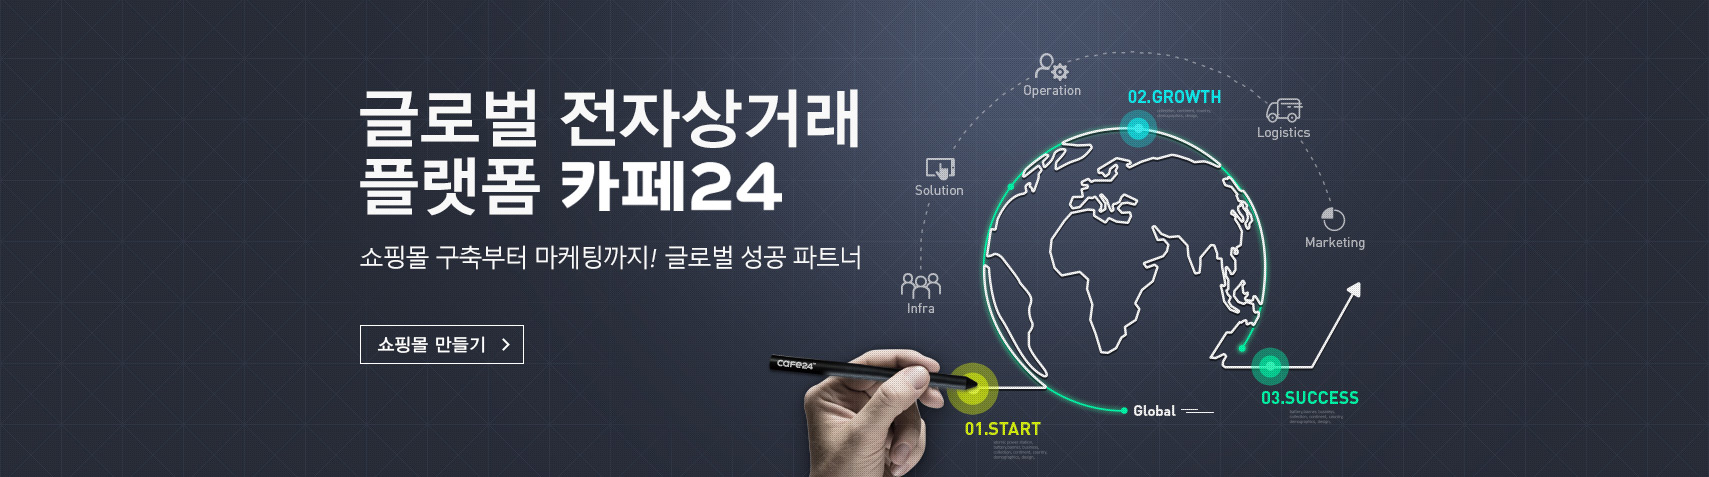 글로벌 전자상거래
플랫폼 카페24
쇼핑몰 구축부터 마케팅까지! 글로벌 성공 파트너
쇼핑몰 만들기
Operation
02.GROWTH
Logistics
Solution
Marketing
Infra
cafe24
01.START
Global
03.SUCCESS